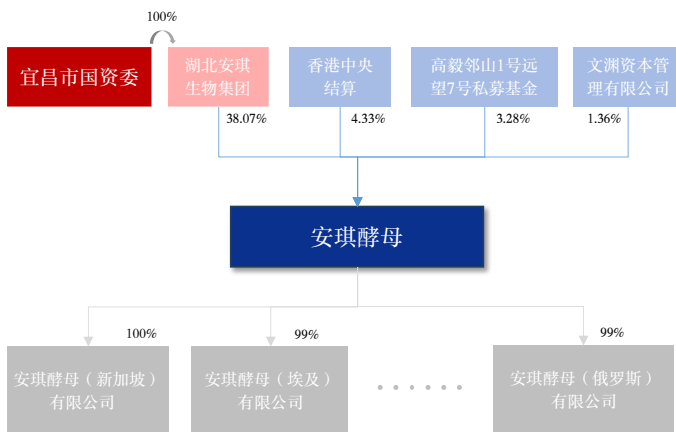 100%
宜昌市国资委
湖北安琪
生物集团
香港中央
结算
高毅邻山1号远
望7号私募基金
文渊资本管
理有限公司
38.07%
4.33%
3.28%
1.36%
安琪酵母
100%
99%
99%
安琪酵母（新加坡）
有限公司
安琪酵母（埃及）
有限公司
······
安琪酵母（俄罗斯）
有限公司